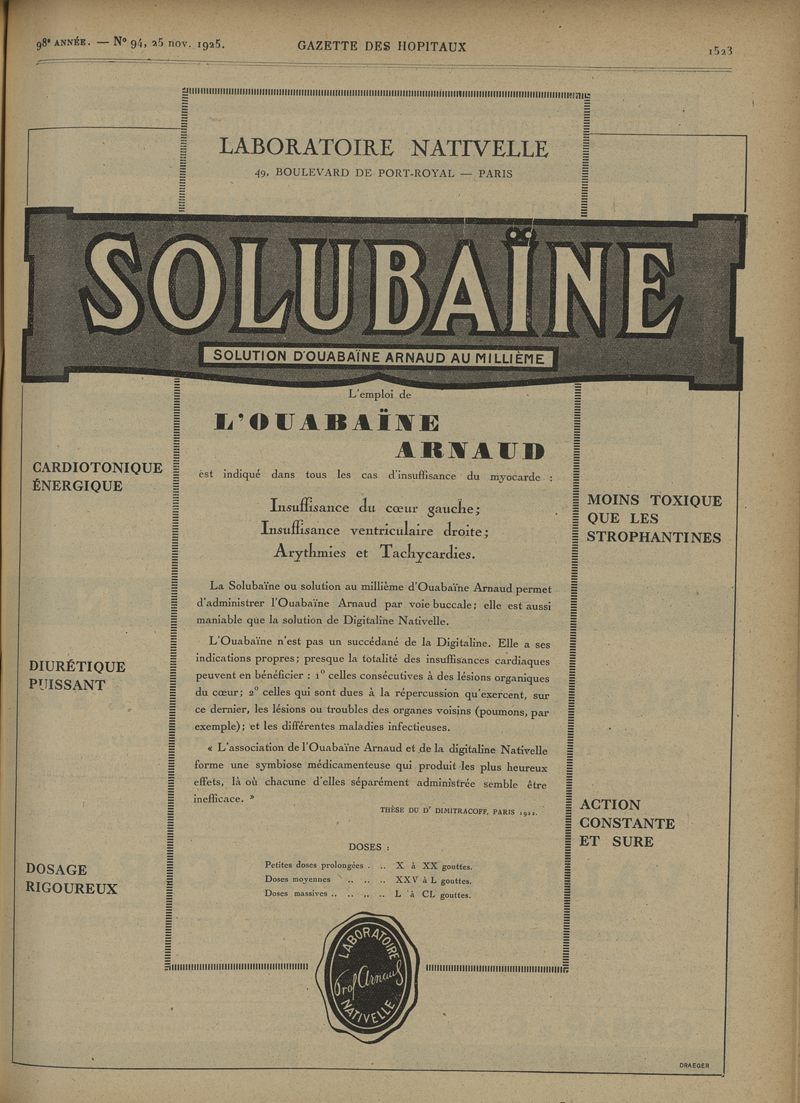 98e ANNÉE. — No 94, 25 nov. 1925.
GAZETTE DES HOPITAUX
1523
LABORATOIRE NATIVELLE
49, BOULEVARD DE PORT-ROYAL — PARIS
SOLUBAÏNE
SOLUTION D'OUABAÏNE ARNAUD AU MILLIÈME
L'emploi de
L'OUABAÏNE
ARNAUD
est indiqué dans tous les cas d'insuffisance du myocarde :
Insuffisance du cœur gauche;
Insuffisance ventriculaire droite;
Arythmies et Tachycardies.
La Solubaïne ou solution au millième d'Ouabaïne Arnaud permet
d'administrer l'Ouabaïne Arnaud par voie buccale; elle est aussi
maniable que la solution de Digitaline Nativelle.
L'Ouabaïne n'est pas un succédané de la Digitaline. Elle a ses
indications propres; presque la totalité des insuffisances cardiaques
peuvent en bénéficier : 1o celles consécutives à des lésions organiques
du cœur; 2o celles qui sont dues à la répercussion qu'exercent, sur
ce dernier, les lésions ou troubles des organes voisins (poumons, par
exemple); et les différentes maladies infectieuses.
« L'association de l'Ouabaïne Arnaud et de la digitaline Nativelle
forme une symbiose médicamenteuse qui produit les plus heureux
effets, là où chacune d'elles séparément administrée semble être
inefficace. »
THÈSE DU Dr DIMITRACOFF, PARIS 1922.
DOSES :
Petites doses prolongées . .. X à XX gouttes.
Doses moyennes .. .. .. XXV à L gouttes.
Doses massives .. .. .. .. L à CL gouttes.
CARDIOTONIQUE
ÉNERGIQUE
DIURÉTIQUE
PUISSANT
DOSAGE
RIGOUREUX
MOINS TOXIQUE
QUE LES
STROPHANTINES
ACTION
CONSTANTE
ET SURE
LABORATOIRE
Prof Arnaud
NATIVELLE
DRAEGER